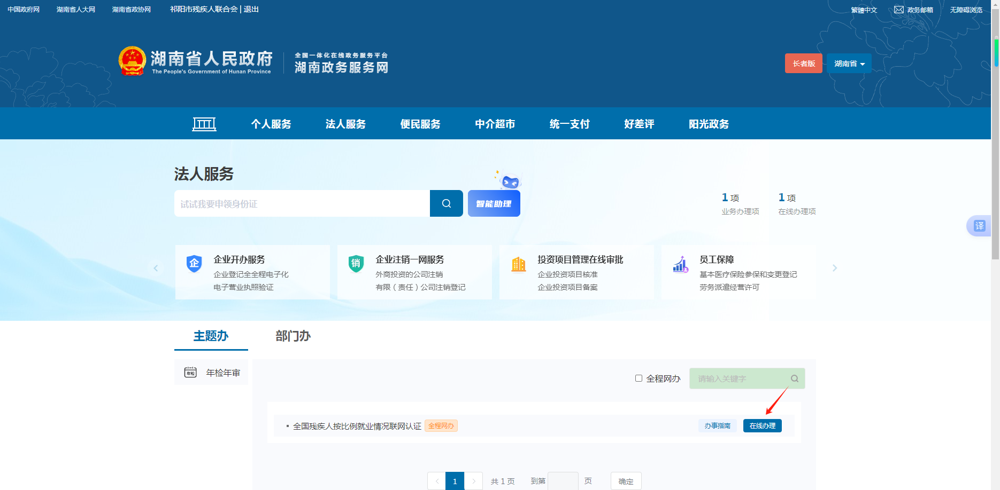 中国政府网 湖南省人大网 湖南省政协网 祁阳市残疾人联合会 | 退出 繁體中文 政务邮箱 无障碍浏览
湖南省人民政府
The People's Government of Hunan Province
全国一体化在线政务服务平台
湖南政务服务网
长者版 湖南省
个人服务 法人服务 便民服务 中介超市 统一支付 好差评 阳光政务
法人服务
试试我要申领身份证
智能助理
1 项 1 项
业务办理项 在线办理项
译
企
企业开办服务
企业登记全全程电子化
电子营业执照验证
销
企业注销一网服务
外商投资的公司注销
有限（责任）公司注销登记
投资项目管理在线审批
企业投资项目核准
企业投资项目备案
员工保障
基本医疗保险参保和变更登记
劳务派遣经营许可
主题办 部门办
年检 年检年审
全程网办 请输入关键字
全国残疾人按比例就业情况联网认证 全程网办 办事指南 在线办理
< 1 > 共 1 页 到第 页 确定